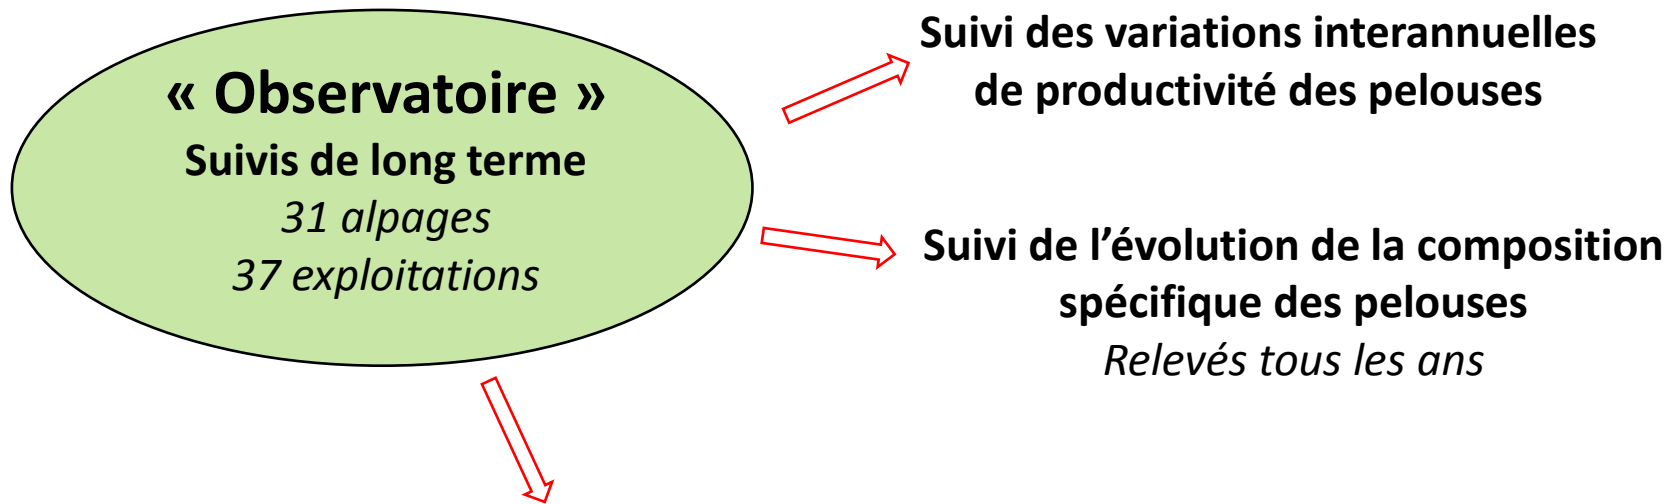 « Observatoire »
Suivis de long terme
31 alpages
37 exploitations
Suivi des variations interannuelles
de productivité des pelouses
Suivi de l’évolution de la composition
spécifique des pelouses
Relevés tous les ans